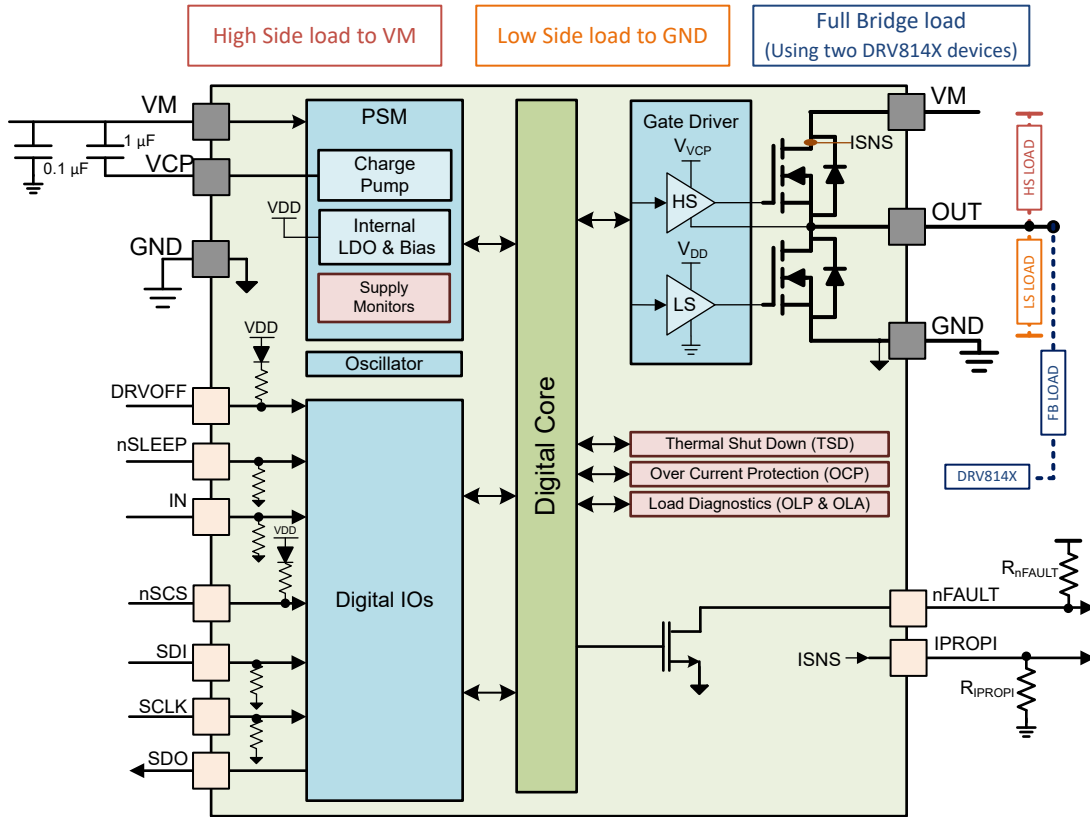 High Side load to VM
Low Side load to GND
Full Bridge load
(Using two DRV814X devices)
VM
0.1 µF
1 µF
VCP
GND
PSM
Charge
Pump
VDD
Internal
LDO & Bias
Supply
Monitors
Oscillator
VDD
DRVOFF
nSLEEP
IN
VDD
nSCS
SDI
SCLK
SDO
Digital IOs
Digital Core
Gate Driver
VVCP
HS
VDD
LS
ISNS
VM
OUT
GND
HS LOAD
LS LOAD
FB LOAD
DRV814X
Thermal Shut Down (TSD)
Over Current Protection (OCP)
Load Diagnostics (OLP & OLA)
RnFAULT
nFAULT
ISNS
IPROPI
RIPROPI